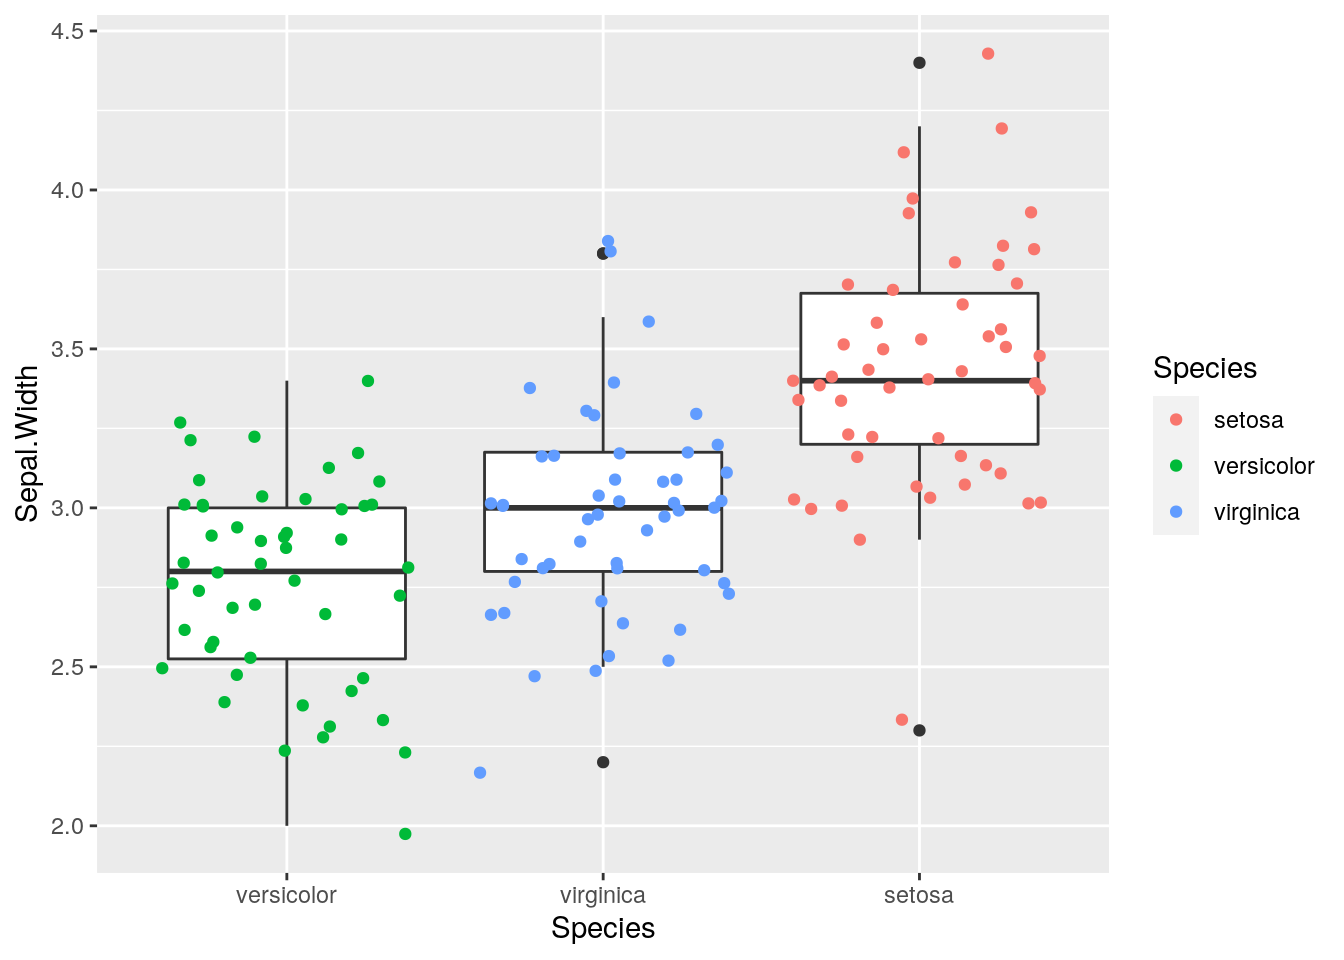 Sepal.Width
4.5
4.0
3.5
3.0
2.5
2.0
versicolor virginica setosa
Species
Species
setosa
versicolor
virginica